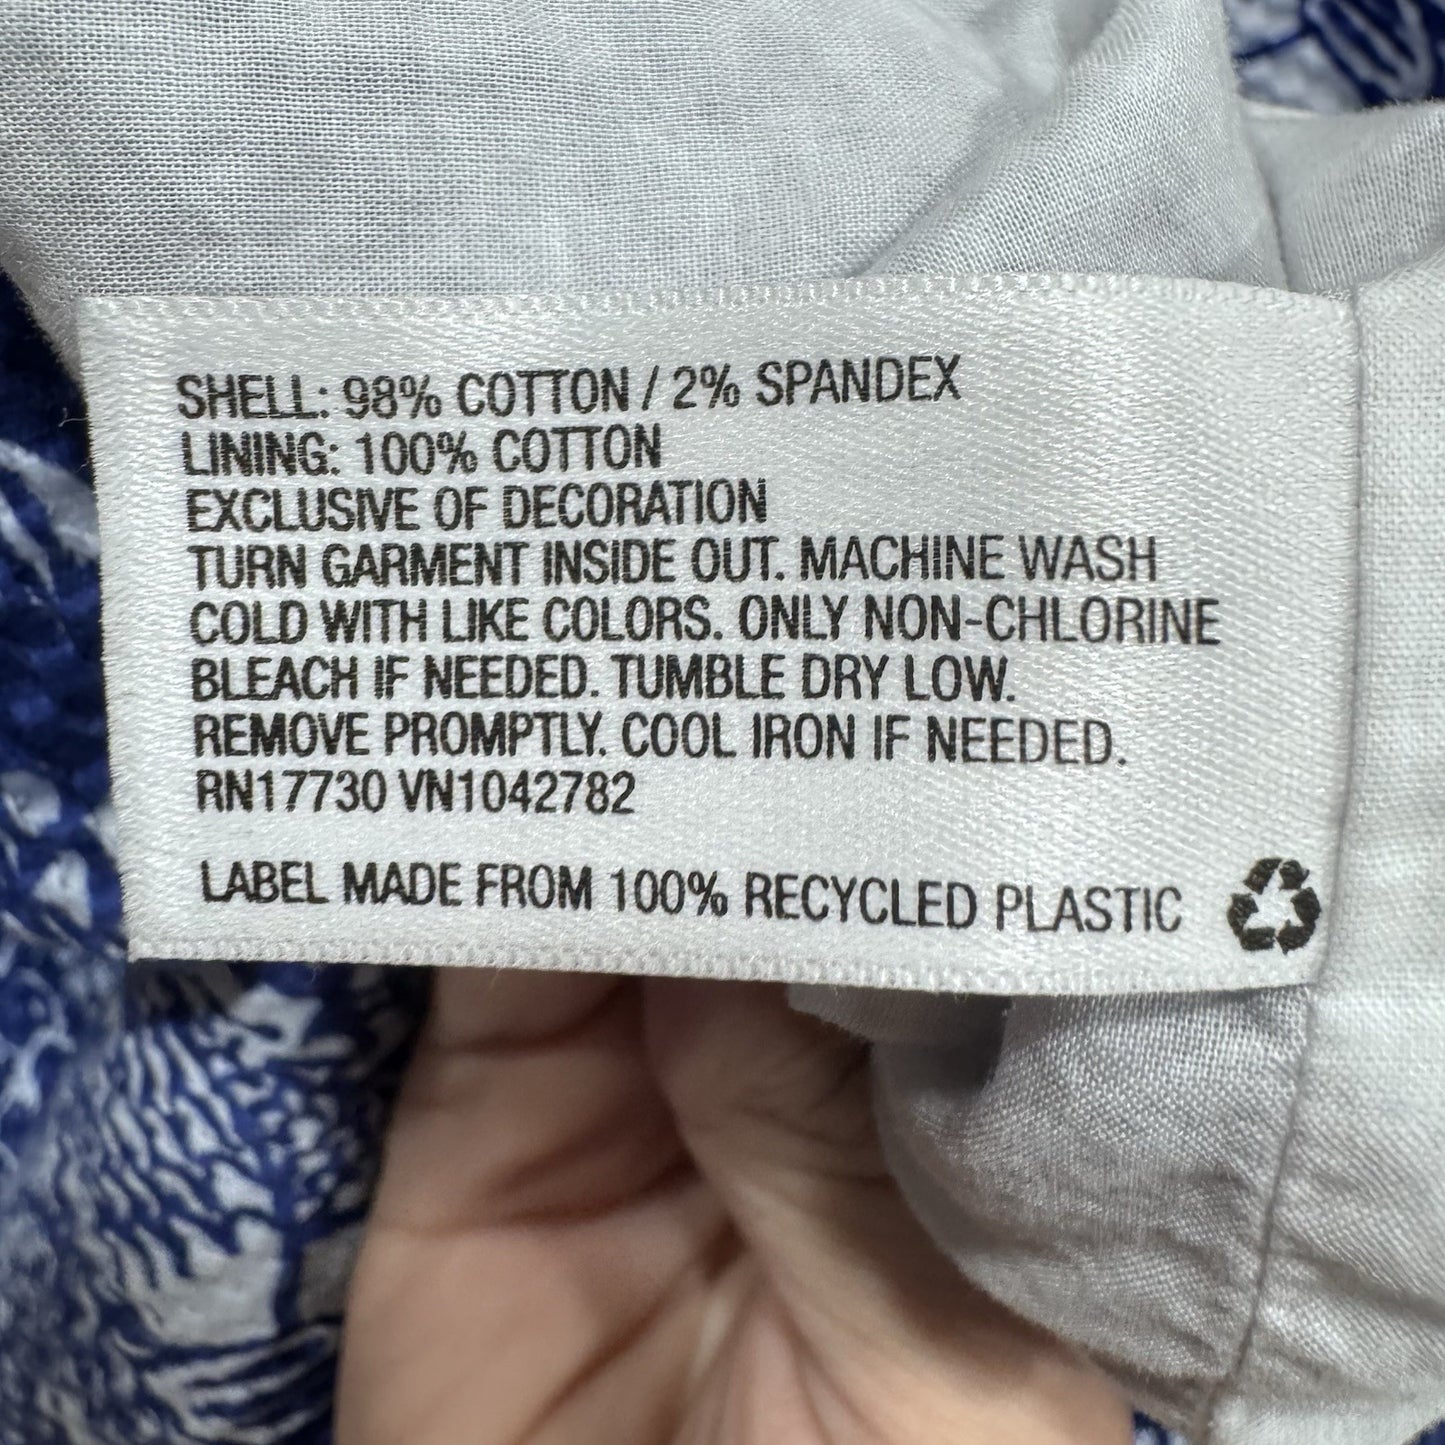 SHELL: 98% COTTON / 2% SPANDEX
LINING: 100% COTTON
EXCLUSIVE OF DECORATION
TURN GARMENT INSIDE OUT. MACHINE WASH
COLD WITH LIKE COLORS. ONLY NON-CHLORINE
BLEACH IF NEEDED. TUMBLE DRY LOW.
REMOVE PROMPTLY. COOL IRON IF NEEDED.
RN17730 VN1042782
LABEL MADE FROM 100% RECYCLED PLASTIC